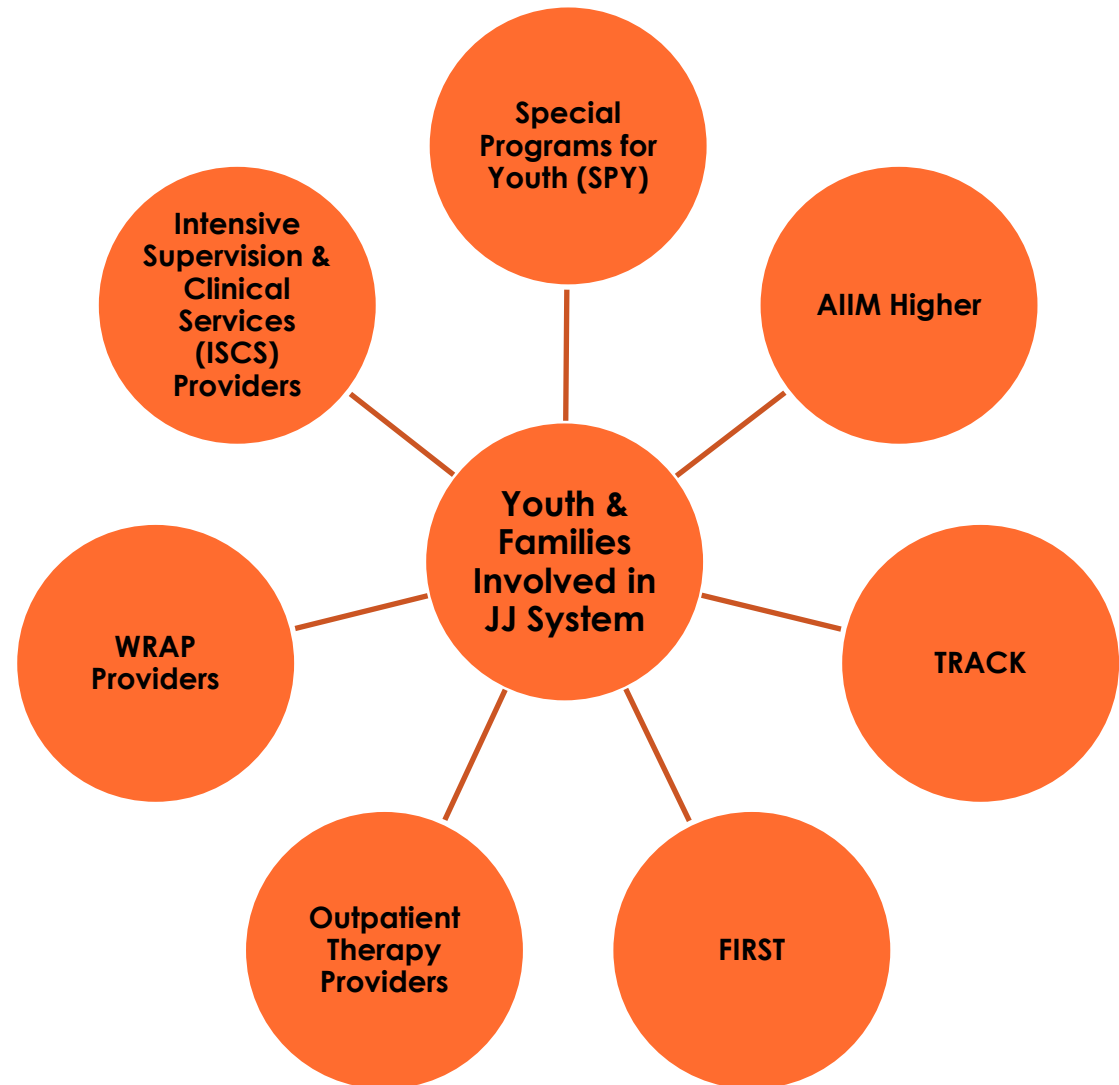 Special
Programs for
Youth (SPY)
Intensive
Supervision &
Clinical
Services
(ISCS)
Providers
AIIM Higher
Youth &
Families
Involved in
JJ System
WRAP
Providers
TRACK
Outpatient
Therapy
Providers
FIRST